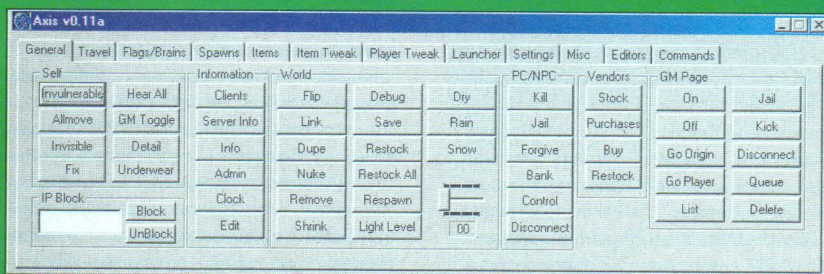 Axis v0.11a
General Travel Flags/Brains Spawns Items Item Tweak Player Tweak Launcher Settings Misc Editors Commands
Self Information World PC/NPC Vendors GM Page
Invulnerable Hear All Clients Flip Debug Dry Kill Stock On Jail
Allmove GM Toggle Server Info Link Save Rain Jail Purchases Off Kick
Invisible Detail Info Dupe Restock Snow Forgive Buy Go Origin Disconnect
Fix Underwear Admin Nuke Restock All Bank Restock Go Player Queue
IP Block Block Clock Remove Respawn Control List Delete
UnBlock Edit Shrink Light Level 00 Disconnect